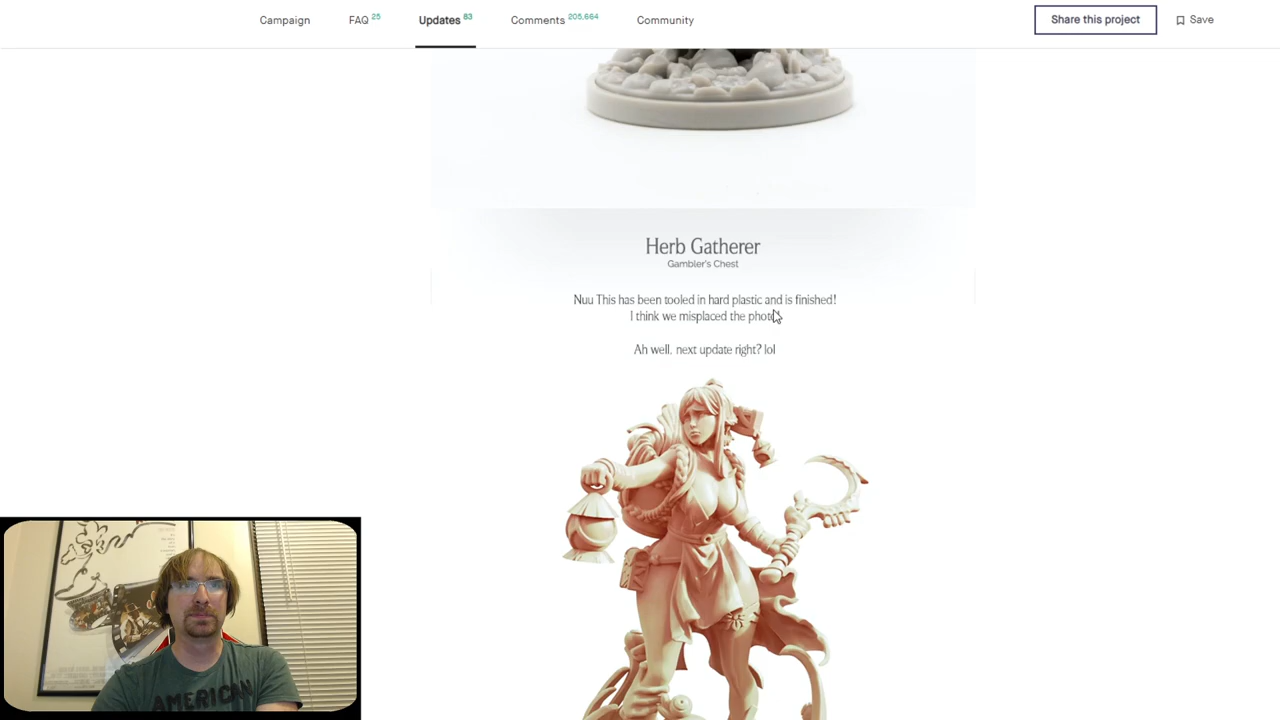 Campaign FAQ 25 Updates 83 Comments 205,664 Community Share this project Save
Herb Gatherer
Gambler's Chest
Nuu This has been tooled in hard plastic and is finished!
I think we misplaced the photo!
Ah well, next update right? lol
AMERICAN